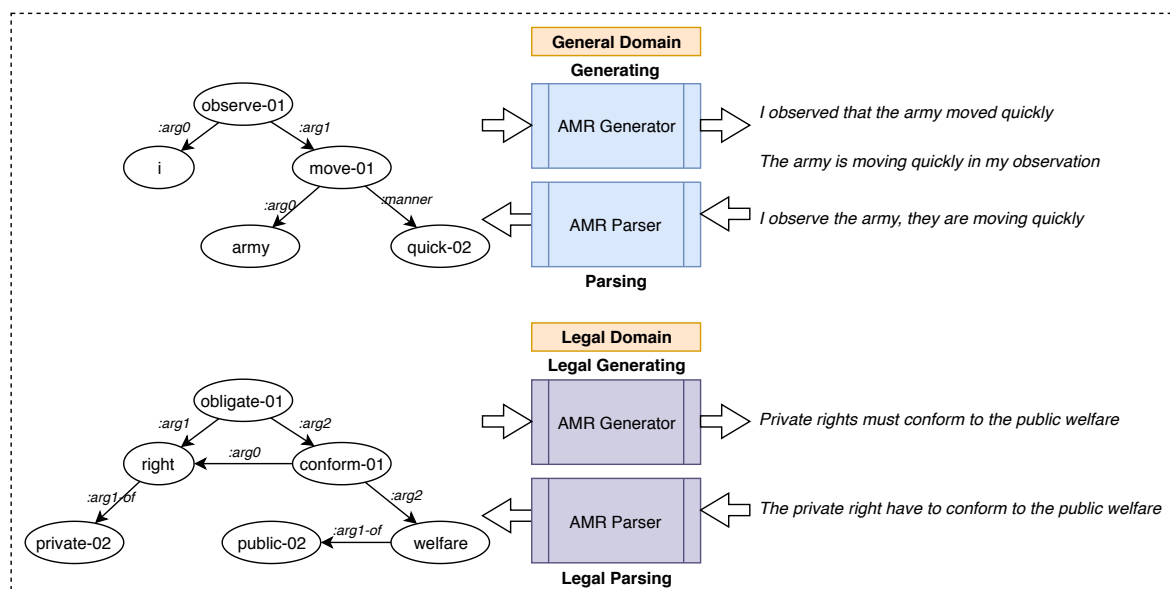 General Domain
Generating
observe-01
:arg0
:arg1
i
move-01
:arg0
:manner
army
quick-02
AMR Generator
I observed that the army moved quickly
The army is moving quickly in my observation
AMR Parser
I observe the army, they are moving quickly
Parsing
Legal Domain
Legal Generating
obligate-01
:arg1
:arg2
right
:arg0
conform-01
:arg1-of
:arg2
private-02
public-02
:arg1-of
welfare
AMR Generator
Private rights must conform to the public welfare
AMR Parser
The private right have to conform to the public welfare
Legal Parsing